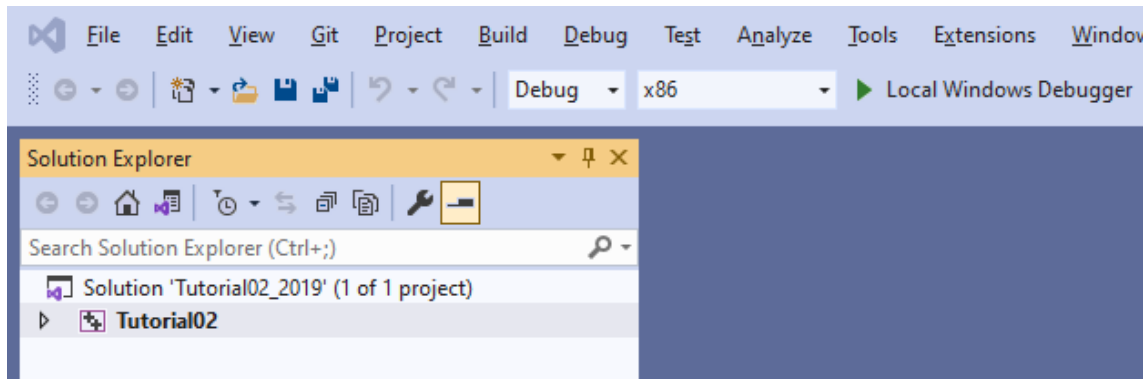 File Edit View Git Project Build Debug Test Analyze Tools Extensions Window
Debug x86 Local Windows Debugger
Solution Explorer
Search Solution Explorer (Ctrl+;)
Solution 'Tutorial02_2019' (1 of 1 project)
Tutorial02